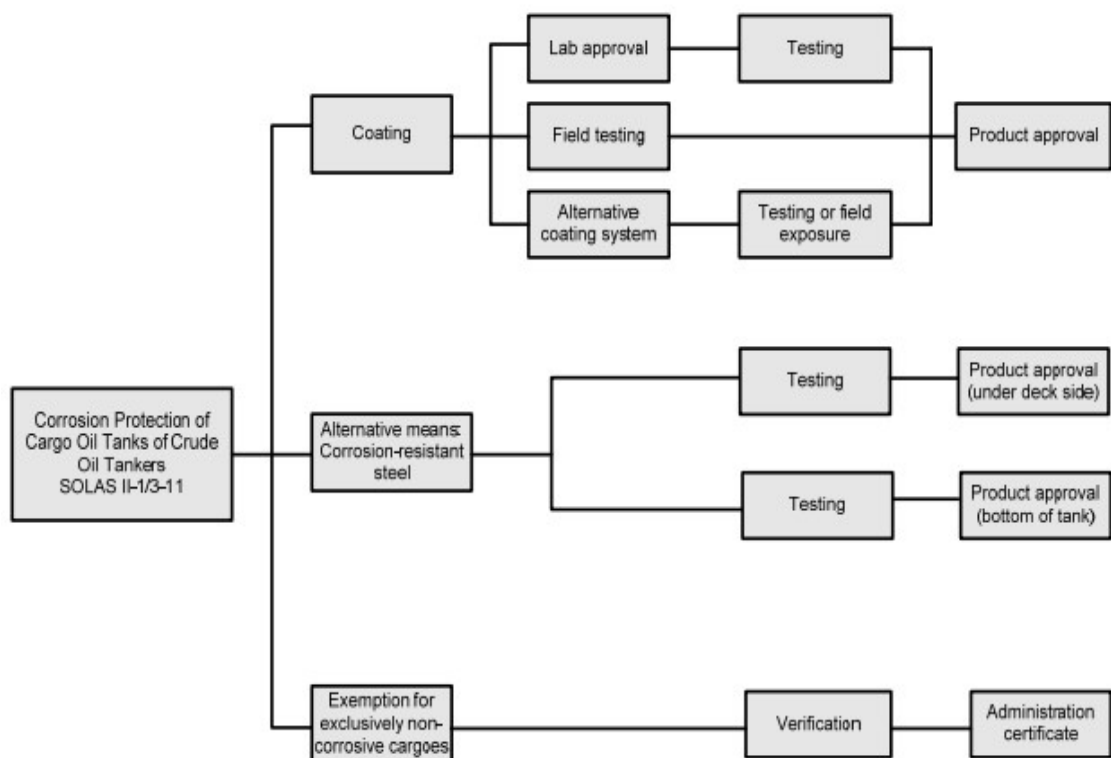 Lab approval
Testing
Coating
Field testing
Product approval
Alternative
coating system
Testing or field
exposure
Corrosion Protection of
Cargo Oil Tanks of Crude
Oil Tankers
SOLAS II-1/3-11
Alternative means:
Corrosion-resistant
steel
Testing
Product approval
(under deck side)
Testing
Product approval
(bottom of tank)
Exemption for
exclusively non-
corrosive cargoes
Verification
Administration
certificate